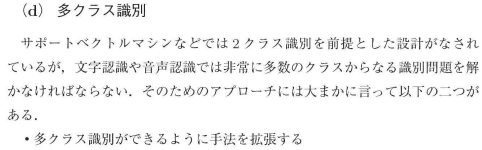 (d) 多クラス識別
サポートベクトルマシンなどでは2クラス識別を前提とした設計がなされ
ているが，文字認識や音声認識では非常に多数のクラスからなる識別問題を解
かなければならない．そのためのアプローチには大まかに言って以下の二つが
ある．
・多クラス識別ができるように手法を拡張する